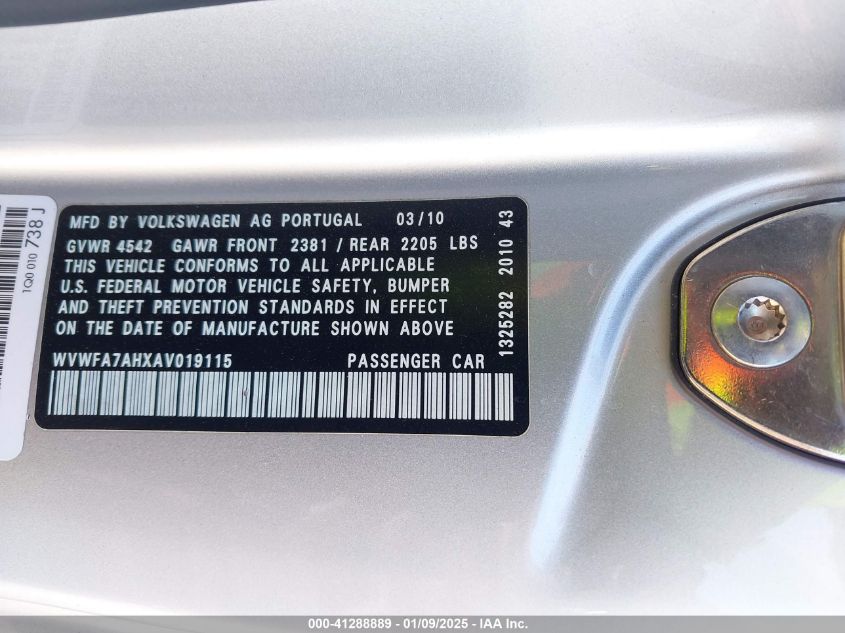 MFD BY VOLKSWAGEN AG PORTUGAL 03/10
GVWR 4542 GAWR FRONT 2381 / REAR 2205 LBS
THIS VEHICLE CONFORMS TO ALL APPLICABLE
U.S. FEDERAL MOTOR VEHICLE SAFETY, BUMPER
AND THEFT PREVENTION STANDARDS IN EFFECT
ON THE DATE OF MANUFACTURE SHOWN ABOVE
WVWFA7AHXAV019115 PASSENGER CAR
1325282 2010 43
1Q0 010 738 J
000-41288889 - 01/09/2025 - IAA Inc.